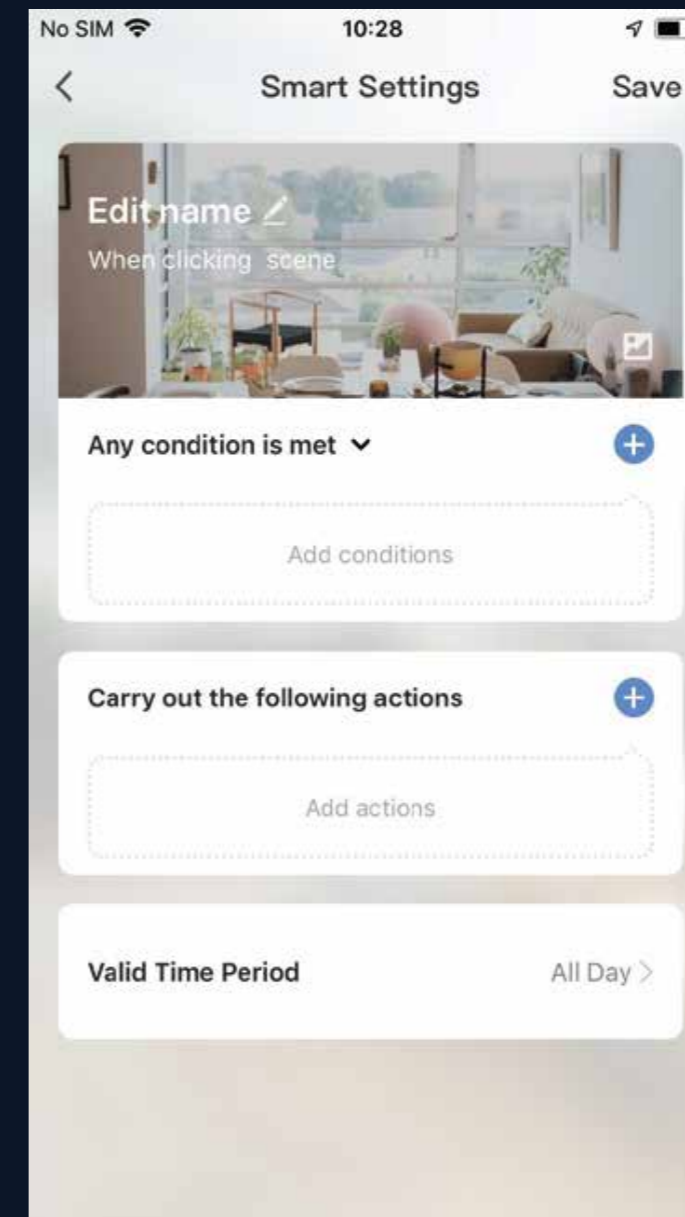 No SIM 10:28
Smart Settings Save
Edit name
When clicking scene
Any condition is met
Add conditions
Carry out the following actions
Add actions
Valid Time Period All Day